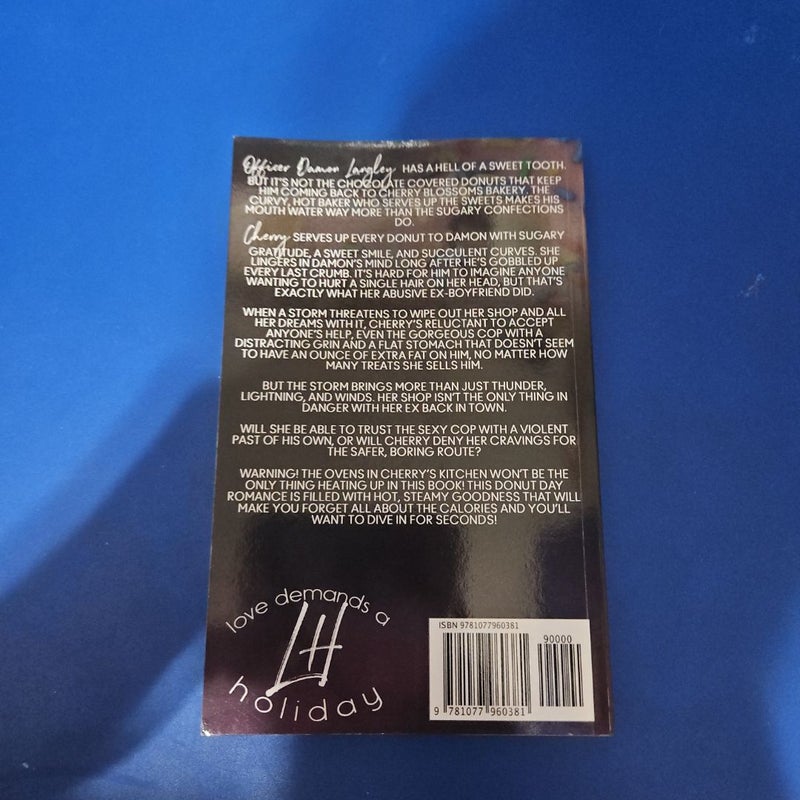 Officer Damon Langley HAS A HELL OF A SWEET TOOTH.
BUT IT'S NOT THE CHOCOLATE COVERED DONUTS THAT KEEP
HIM COMING BACK TO CHERRY BLOSSOMS BAKERY. THE
CURVY, HOT BAKER WHO SERVES UP THE SWEETS MAKES HIS
MOUTH WATER WAY MORE THAN THE SUGARY CONFECTIONS
DO.
Cherry SERVES UP EVERY DONUT TO DAMON WITH SUGARY
GRATITUDE, A SWEET SMILE, AND SUCCULENT CURVES. SHE
LINGERS IN DAMON'S MIND LONG AFTER HE'S GOBBLED UP
EVERY LAST CRUMB. IT'S HARD FOR HIM TO IMAGINE ANYONE
WANTING TO HURT A SINGLE HAIR ON HER HEAD, BUT THAT'S
EXACTLY WHAT HER ABUSIVE EX-BOYFRIEND DID.
WHEN A STORM THREATENS TO WIPE OUT HER SHOP AND ALL
HER DREAMS WITH IT, CHERRY'S RELUCTANT TO ACCEPT
ANYONE'S HELP, EVEN THE GORGEOUS COP WITH A
DISTRACTING GRIN AND A FLAT STOMACH THAT DOESN'T SEEM
TO HAVE AN OUNCE OF EXTRA FAT ON HIM, NO MATTER HOW
MANY TREATS SHE SELLS HIM.
BUT THE STORM BRINGS MORE THAN JUST THUNDER,
LIGHTNING, AND WINDS. HER SHOP ISN'T THE ONLY THING IN
DANGER WITH HER EX BACK IN TOWN.
WILL SHE BE ABLE TO TRUST THE SEXY COP WITH A VIOLENT
PAST OF HIS OWN, OR WILL CHERRY DENY HER CRAVINGS FOR
THE SAFER, BORING ROUTE?
WARNING! THE OVENS IN CHERRY'S KITCHEN WON'T BE THE
ONLY THING HEATING UP IN THIS BOOK! THIS DONUT DAY
ROMANCE IS FILLED WITH HOT, STEAMY GOODNESS THAT WILL
MAKE YOU FORGET ALL ABOUT THE CALORIES AND YOU'LL
WANT TO DIVE IN FOR SECONDS!
love demands a
LH
holiday
ISBN 9781077960381
90000
9 781077 960381